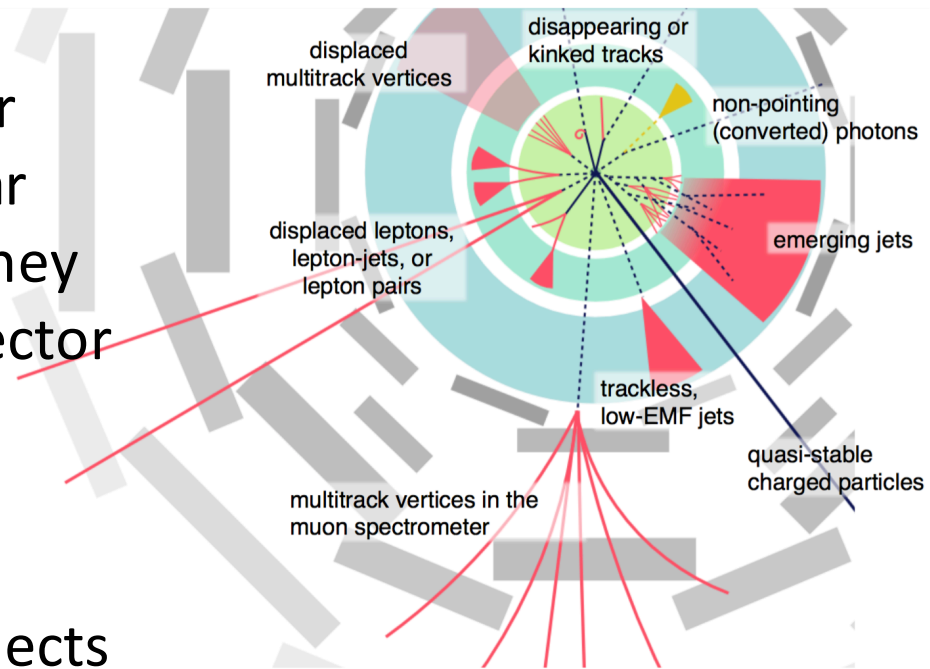 r
ar
hey
ector
ects
disappearing or
kinked tracks
displaced
multitrack vertices
non-pointing
(converted) photons
displaced leptons,
lepton-jets, or
lepton pairs
emerging jets
trackless,
low-EMF jets
quasi-stable
charged particles
multitrack vertices in the
muon spectrometer